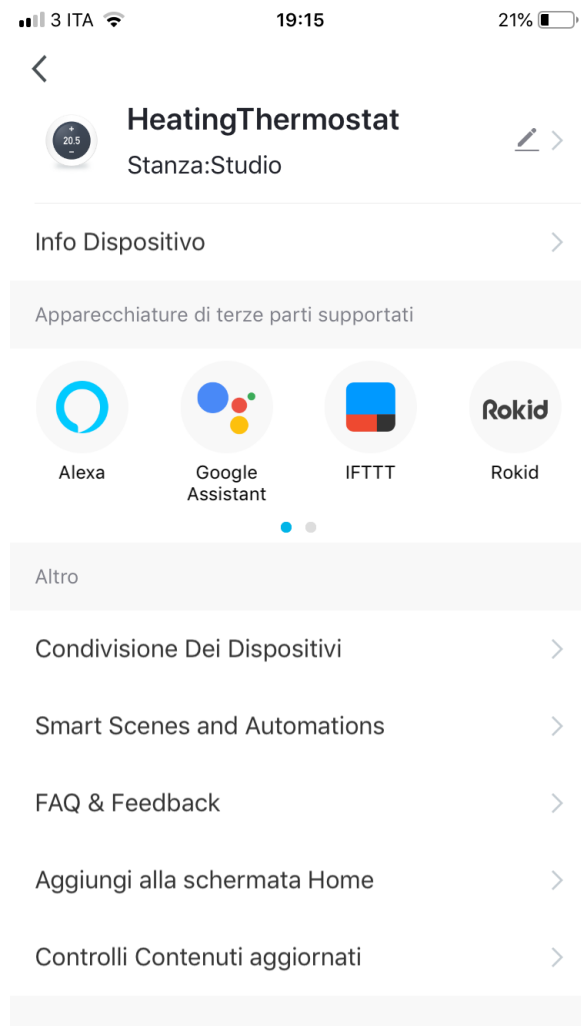 3 ITA 19:15 21%
HeatingThermostat
20.5
Stanza:Studio
Info Dispositivo
Apparecchiature di terze parti supportati
Rokid
Alexa Google Assistant IFTTT Rokid
Altro
Condivisione Dei Dispositivi
Smart Scenes and Automations
FAQ & Feedback
Aggiungi alla schermata Home
Controlli Contenuti aggiornati